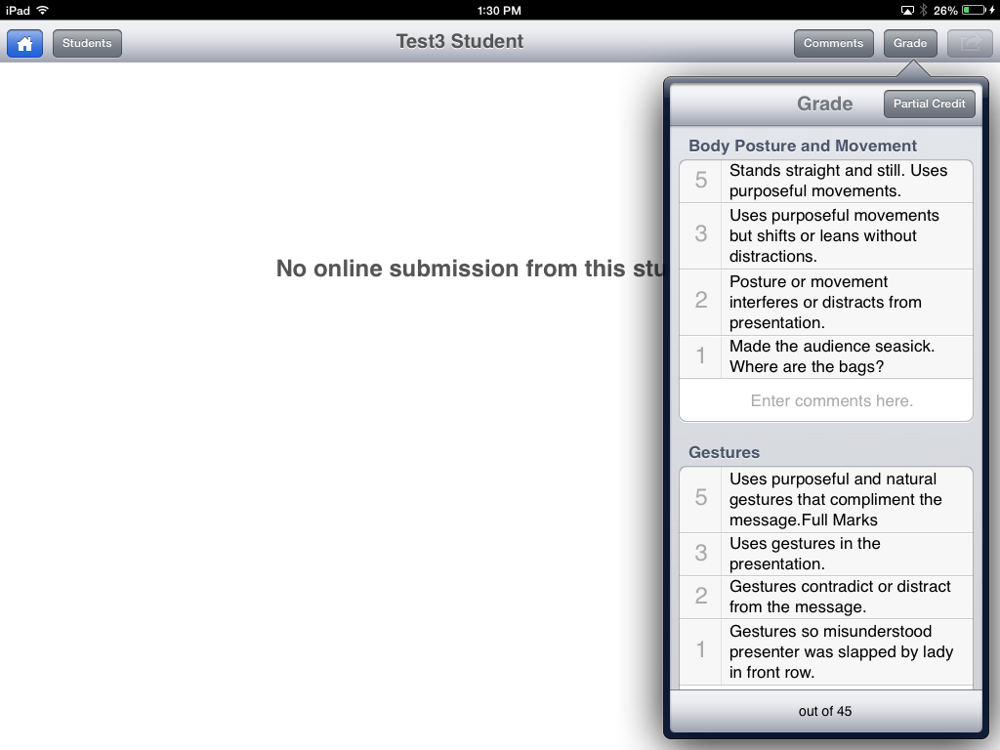 iPad 1:30 PM 26%
Students Test3 Student Comments Grade
Grade Partial Credit
No online submission from this stu
Body Posture and Movement
5 Stands straight and still. Uses
purposeful movements.
3 Uses purposeful movements
but shifts or leans without
distractions.
2 Posture or movement
interferes or distracts from
presentation.
1 Made the audience seasick.
Where are the bags?
Enter comments here.
Gestures
5 Uses purposeful and natural
gestures that compliment the
message.Full Marks
3 Uses gestures in the
presentation.
2 Gestures contradict or distract
from the message.
1 Gestures so misunderstood
presenter was slapped by lady
in front row.
out of 45